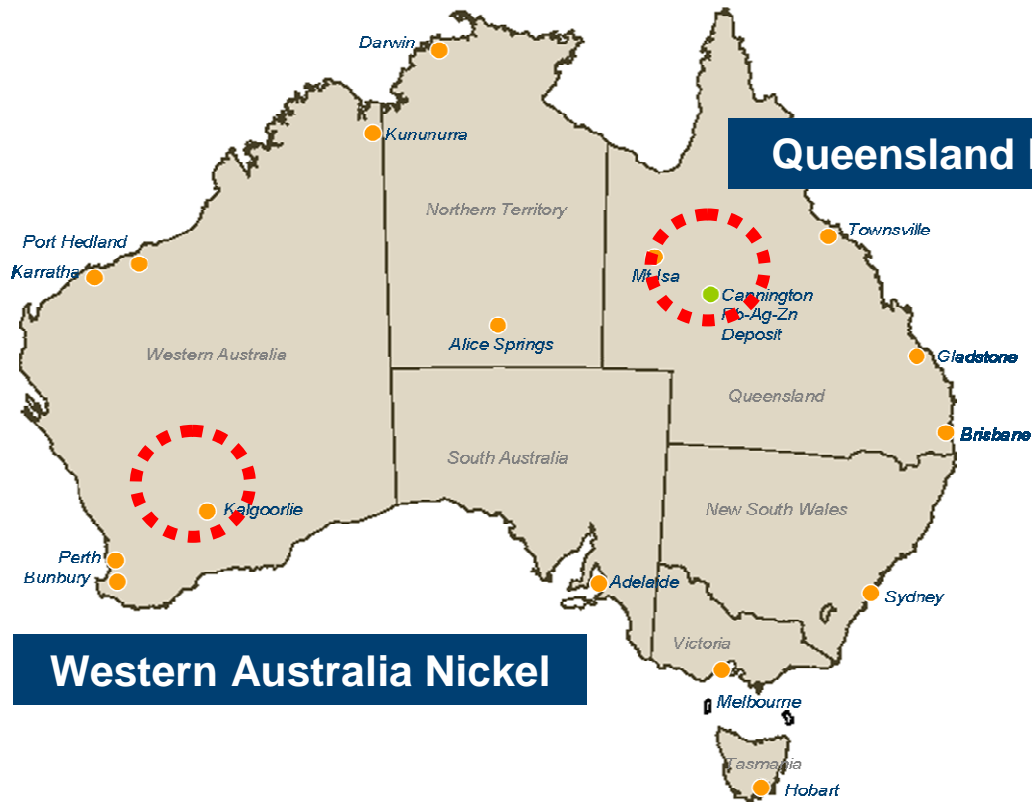 Darwin
Kununurra
Queensland
Northern Territory
Port Hedland
Townsville
Karratha
Mt Isa
Cannington
Pb-Ag-Zn
Deposit
Alice Springs
Western Australia
Gladstone
Queensland
Brisbane
South Australia
New South Wales
Kalgoorlie
Perth
Bunbury
Adelaide
Sydney
Victoria
Western Australia Nickel
Melbourne
Tasmania
Hobart